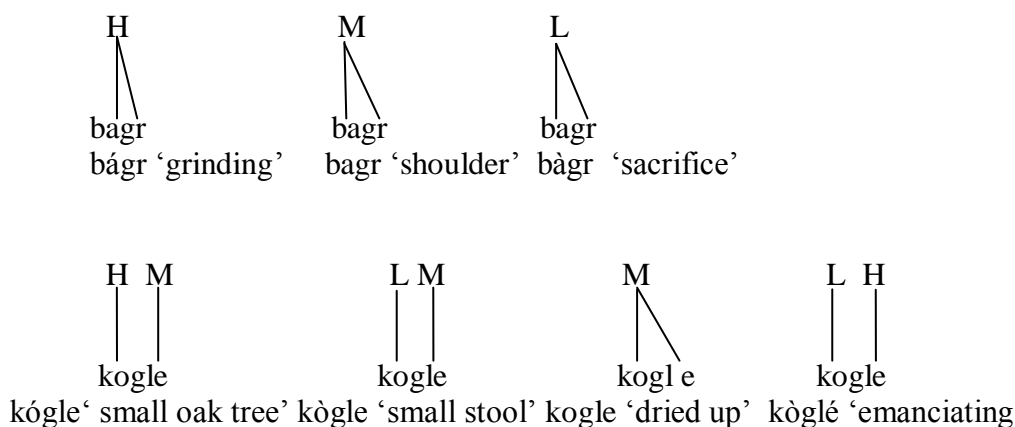 H M L
bagr bagr bagr
bágr ‘grinding’ bagr ‘shoulder’ bàgr ‘sacrifice’
H M L M M L H
kogle kogle kogl e kogle
kógle‘ small oak tree’ kògle ‘small stool’ kogle ‘dried up’ kòglé ‘emanciating